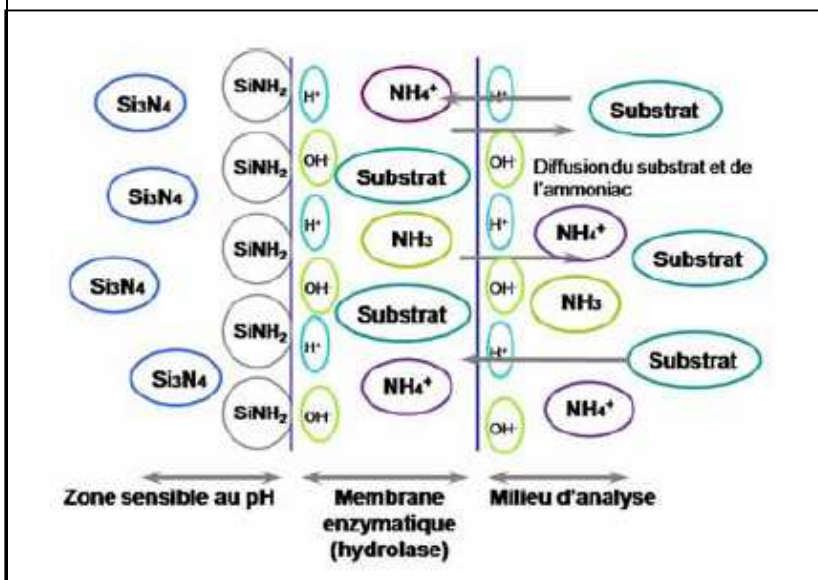 Si₃N₄
Si₃N₄
Si₃N₄
Si₃N₄
SiNH₂
SiNH₂
SiNH₂
SiNH₂
SiNH₂
H⁺
OH⁻
H⁺
OH⁻
H⁺
OH⁻
NH₄⁺
Substrat
NH₃
Substrat
NH₄⁺
H⁺
OH⁻
H⁺
OH⁻
H⁺
OH⁻
Substrat
Diffusion du substrat et de
l'ammoniac
NH₄⁺
Substrat
NH₃
Substrat
NH₄⁺
Zone sensible au pH
Membrane
enzymatique
(hydrolase)
Milieu d'analyse